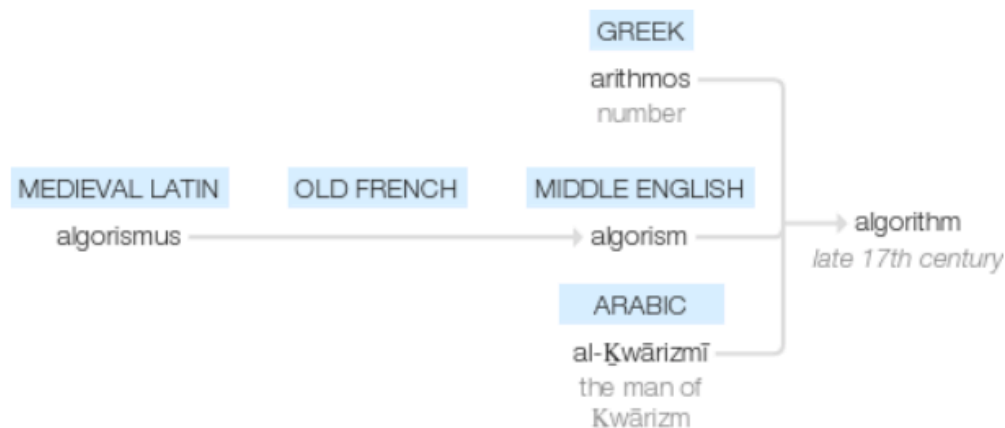 GREEK
arithmos
number
MEDIEVAL LATIN OLD FRENCH MIDDLE ENGLISH
algorismus algorism algorithm
late 17th century
ARABIC
al-Ḵwārizmī
the man of
Ḵwārizm